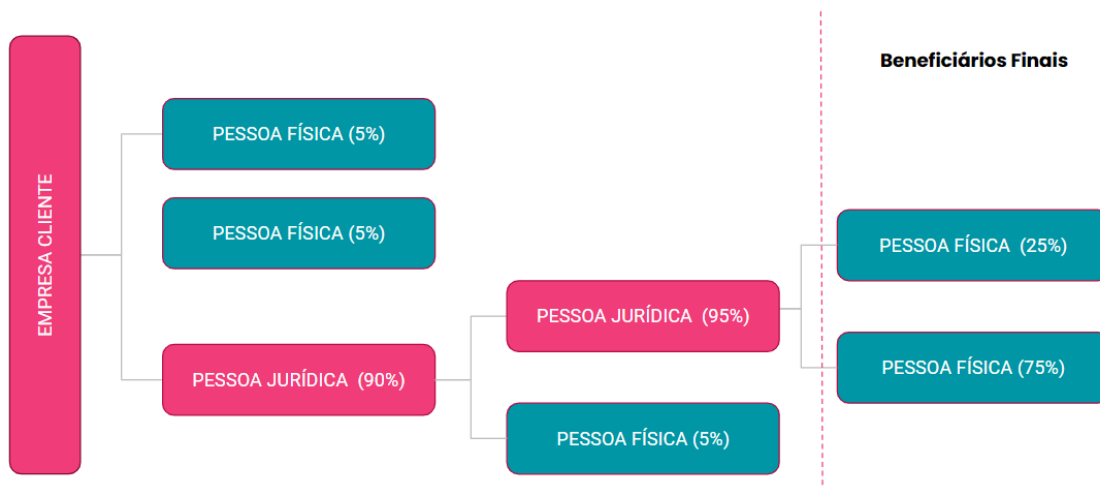 Beneficiários Finais
EMPRESA CLIENTE
PESSOA FÍSICA (5%)
PESSOA FÍSICA (5%)
PESSOA JURÍDICA (90%)
PESSOA JURÍDICA (95%)
PESSOA FÍSICA (5%)
PESSOA FÍSICA (25%)
PESSOA FÍSICA (75%)